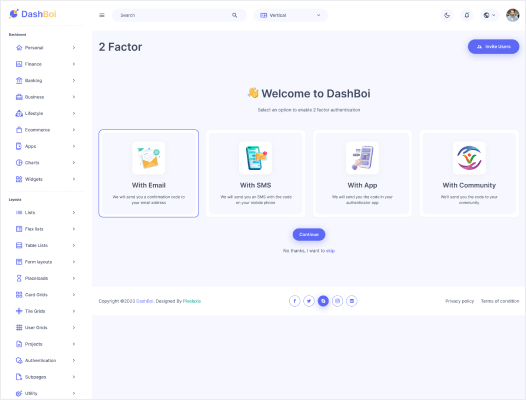 DashBoi
Search
Vertical
Dashboard
Personal
Finance
Banking
Business
Lifestyle
Ecommerce
Apps
Charts
Widgets
Layout
Lists
Flex lists
Table Lists
Form layouts
Placeloads
Card Grids
Tile Grids
User Grids
Projects
Authentication
Subpages
Utility
2 Factor
Invite Users
Welcome to DashBoi
Select an option to enable 2 factor authentication
With Email
We will send you a confirmation code to
your email address
With SMS
We will send you an SMS with the code
on your mobile phone
With App
We will send you the code in your
authenticator app
With Community
We'll send you the code to your
community.
Continue
No thanks, I want to skip
Copyright ©2023 DashBoi. Designed By
Privacy policy
Terms of condition